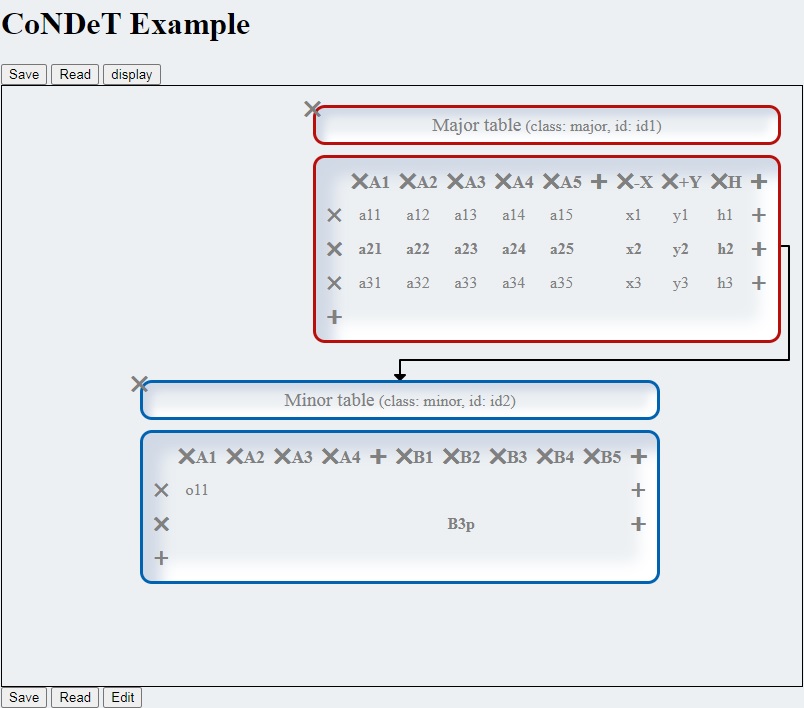 CoNDeT Example
Save Read display
Major table (class: major, id: id1)
A1 A2 A3 A4 A5 -X +Y H
a11 a12 a13 a14 a15 x1 y1 h1
a21 a22 a23 a24 a25 x2 y2 h2
a31 a32 a33 a34 a35 x3 y3 h3
Minor table (class: minor, id: id2)
A1 A2 A3 A4 B1 B2 B3 B4 B5
o11
B3p
Save Read Edit